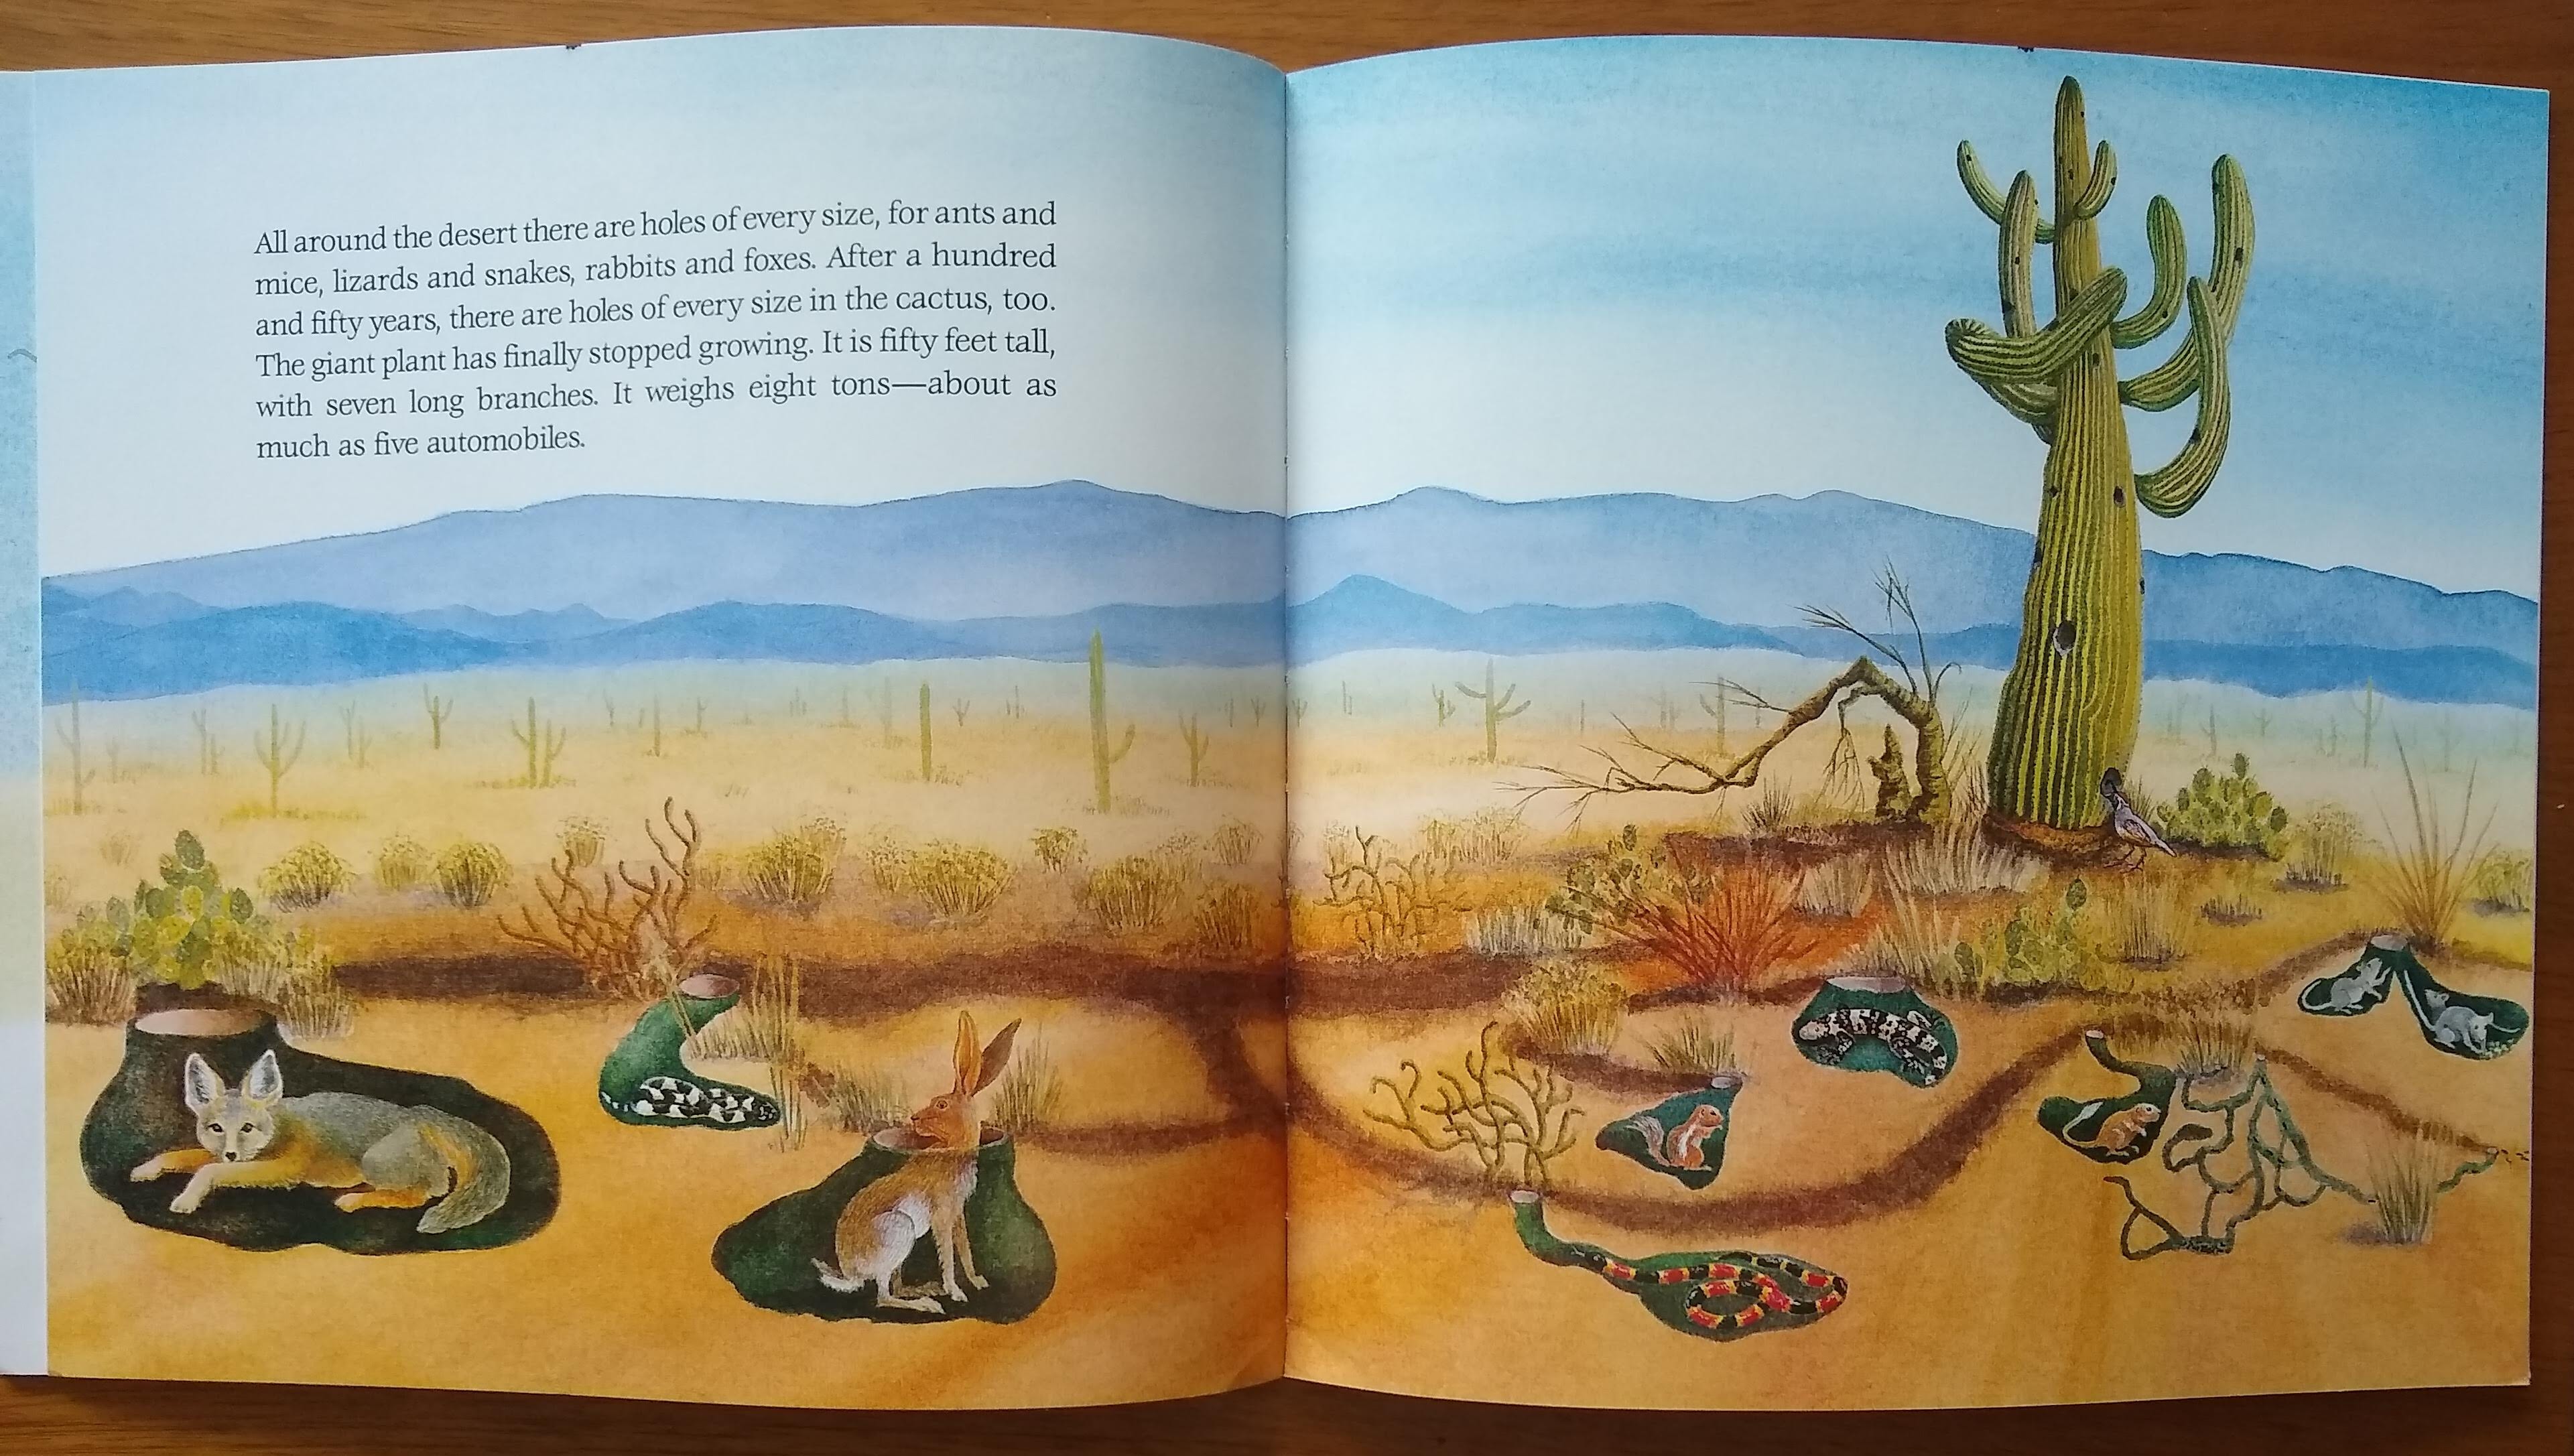 All around the desert there are holes of every size, for ants and
mice, lizards and snakes, rabbits and foxes. After a hundred
and fifty years, there are holes of every size in the cactus, too.
The giant plant has finally stopped growing. It is fifty feet tall,
with seven long branches. It weighs eight tons—about as
much as five automobiles.